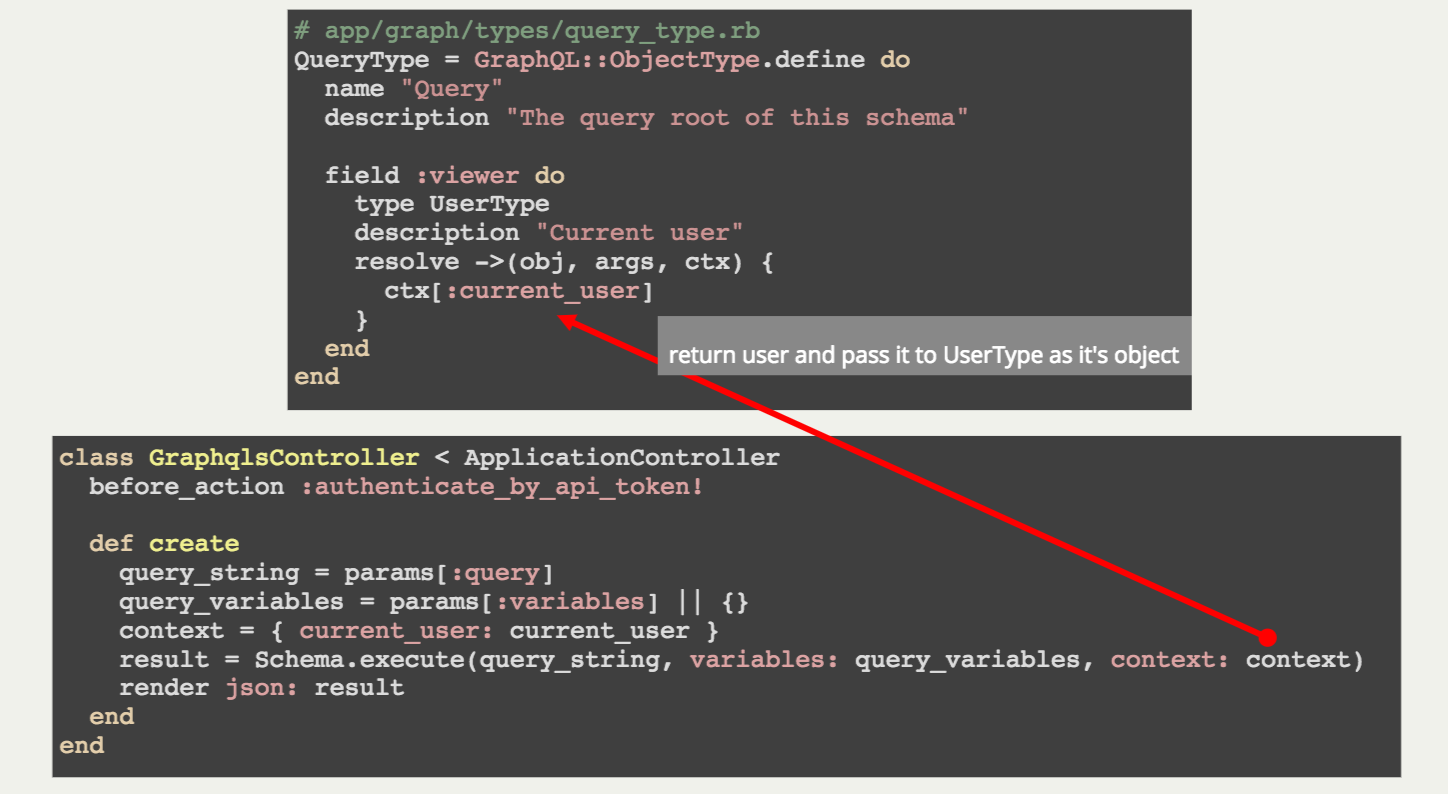 # app/graph/types/query_type.rb
QueryType = GraphQL::ObjectType.define do
  name "Query"
  description "The query root of this schema"

  field :viewer do
    type UserType
    description "Current user"
    resolve ->(obj, args, ctx) {
      ctx[:current_user]
    }
  end
end
return user and pass it to UserType as it's object
class GraphqlsController < ApplicationController
  before_action :authenticate_by_api_token!

  def create
    query_string = params[:query]
    query_variables = params[:variables] || {}
    context = { current_user: current_user }
    result = Schema.execute(query_string, variables: query_variables, context: context)
    render json: result
  end
end